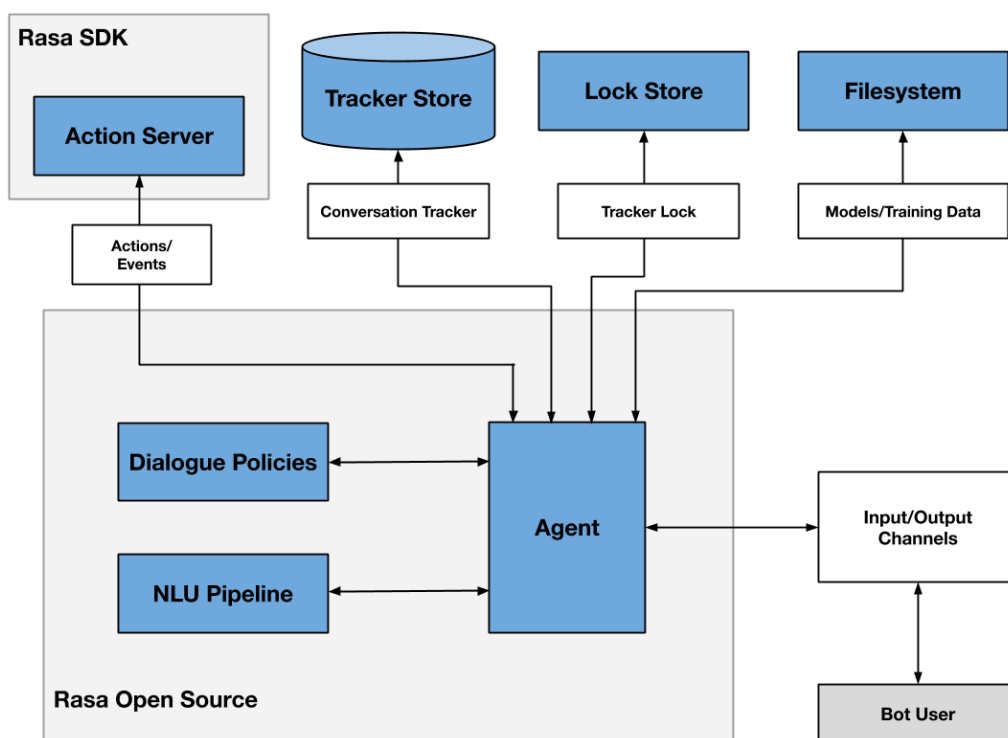 Rasa SDK
Action Server
Tracker Store
Lock Store
Filesystem
Conversation Tracker
Tracker Lock
Models/Training Data
Actions/
Events
Dialogue Policies
NLU Pipeline
Agent
Input/Output
Channels
Rasa Open Source
Bot User